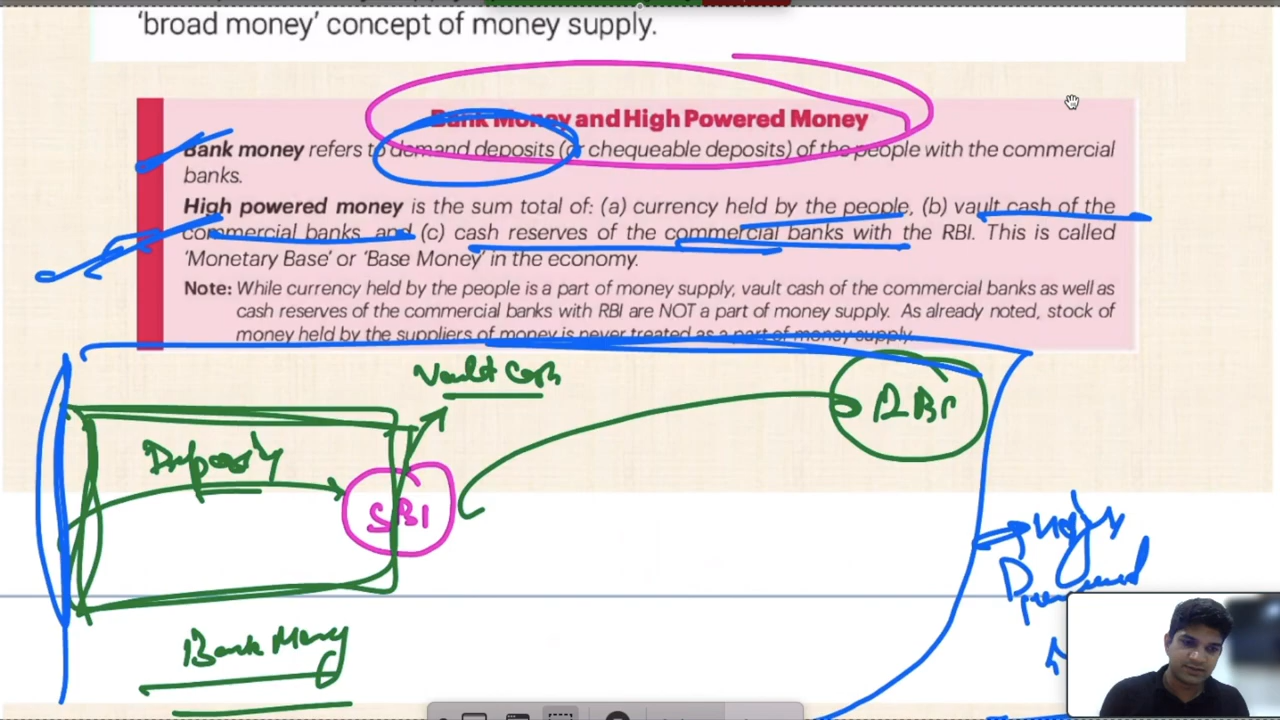 ‘broad money’ concept of money supply.
Bank Money and High Powered Money
Bank money refers to demand deposits (or chequeable deposits) of the people with the commercial
banks.
High powered money is the sum total of: (a) currency held by the people, (b) vault cash of the
commercial banks, and (c) cash reserves of the commercial banks with the RBI. This is called
‘Monetary Base’ or ‘Base Money’ in the economy.
Note: While currency held by the people is a part of money supply, vault cash of the commercial banks as well as
cash reserves of the commercial banks with RBI are NOT a part of money supply. As already noted, stock of
money held by the suppliers of money is never treated as a part of money supply.
Vault Cash
RBI
Deposits
SBI
High
Powered
Bank Money